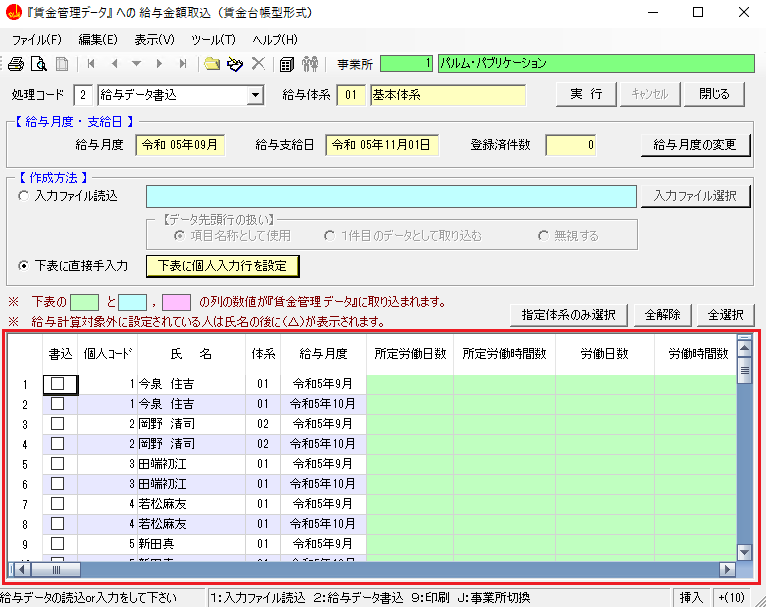 『賃金管理データ』への 給与金額取込（賃金台帳型形式）
ファイル(F) 編集(E) 表示(V) ツール(T) ヘルプ(H)
事業所 1 パルム・パブリケーション
処理コード 2 給与データ書込 給与体系 01 基本体系 実 行 キャンセル 閉じる
【 給与月度・支給日 】
給与月度 令和 05年09月 給与支給日 令和 05年11月01日 登録済件数 0 給与月度の変更
【 作成方法 】
入力ファイル読込 入力ファイル選択
【データ先頭行の扱い】
項目名称として使用 1件目のデータとして取り込む 無視する
下表に直接手入力 下表に個人入力行を設定
※ 下表の と , の列の数値が『賃金管理データ』に取り込まれます。
※ 給与計算対象外に設定されている人は氏名の後に(△)が表示されます。
指定体系のみ選択 全解除 全選択
書込 個人コード 氏 名 体系 給与月度 所定労働日数 所定労働時間数 労働日数 労働時間数
1 1 今泉 住吉 01 令和5年9月
2 1 今泉 住吉 01 令和5年10月
3 2 岡野 清司 02 令和5年9月
4 2 岡野 清司 02 令和5年10月
5 3 田端初江 01 令和5年9月
6 3 田端初江 01 令和5年10月
7 4 若松麻友 01 令和5年9月
8 4 若松麻友 01 令和5年10月
9 5 新田真 01 令和5年9月
給与データの読込or入力をして下さい 1:入力ファイル読込 2:給与データ書込 9:印刷 J:事業所切換 挿入 +(10)